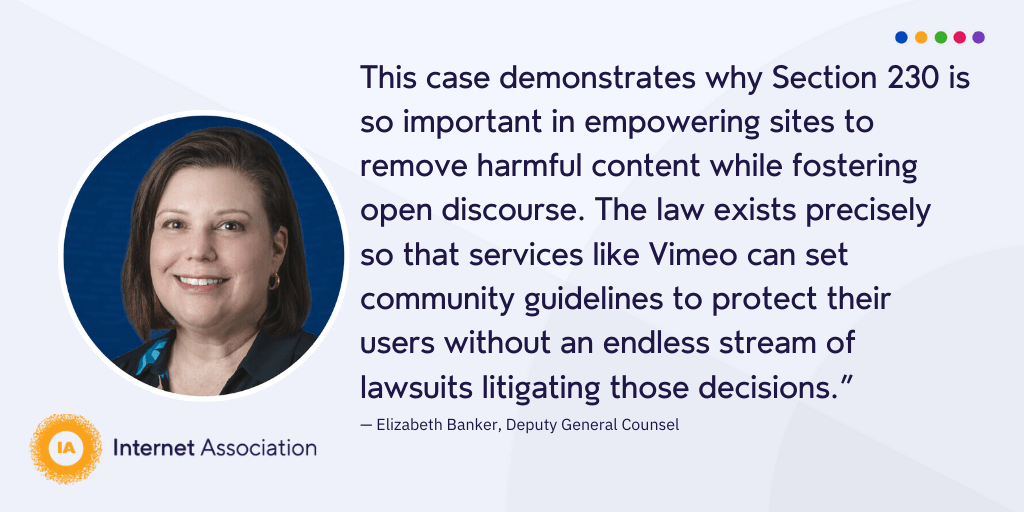 This case demonstrates why Section 230 is
so important in empowering sites to
remove harmful content while fostering
open discourse. The law exists precisely
so that services like Vimeo can set
community guidelines to protect their
users without an endless stream of
lawsuits litigating those decisions.”
— Elizabeth Banker, Deputy General Counsel
IA Internet Association